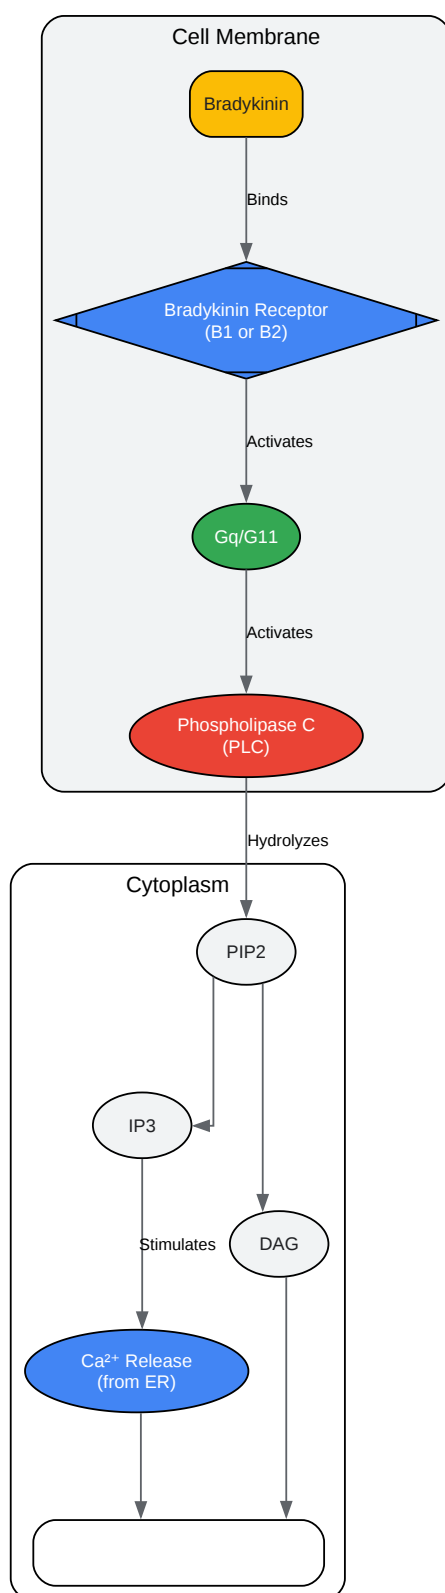 Cell Membrane
Bradykinin
Binds
Bradykinin Receptor
(B1 or B2)
Activates
Gq/G11
Activates
Phospholipase C
(PLC)
Hydrolyzes
Cytoplasm
PIP2
IP3
Stimulates
DAG
Ca²⁺ Release
(from ER)